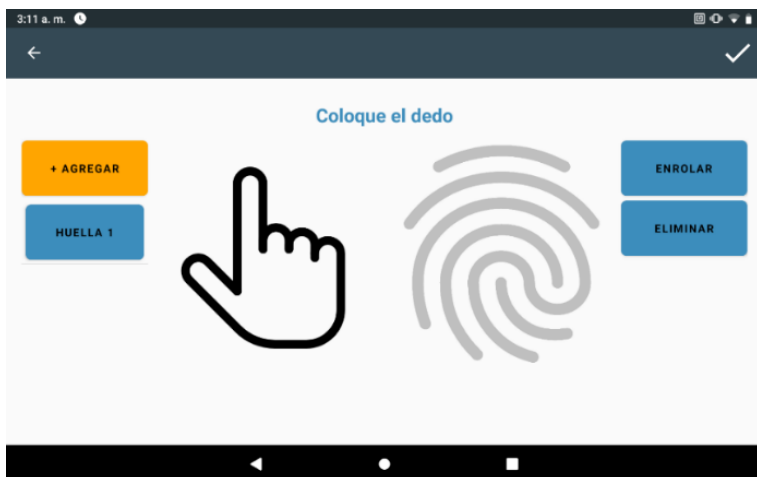 3:11 a. m.
Coloque el dedo
+ AGREGAR
HUELLA 1
ENROLAR
ELIMINAR